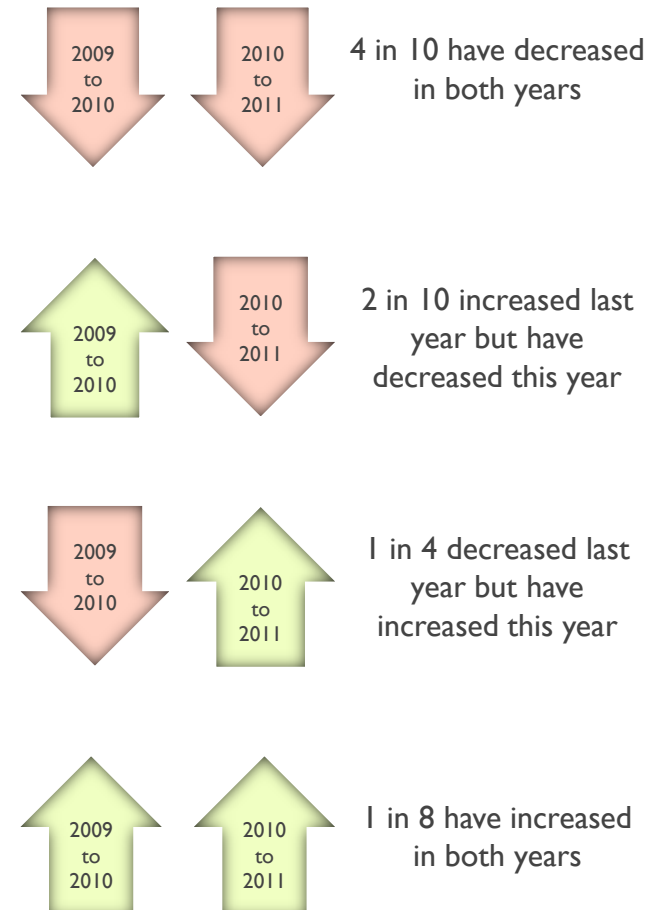 2009
to
2010
2010
to
2011
4 in 10 have decreased
in both years
2009
to
2010
2010
to
2011
2 in 10 increased last
year but have
decreased this year
2009
to
2010
2010
to
2011
1 in 4 decreased last
year but have
increased this year
2009
to
2010
2010
to
2011
1 in 8 have increased
in both years